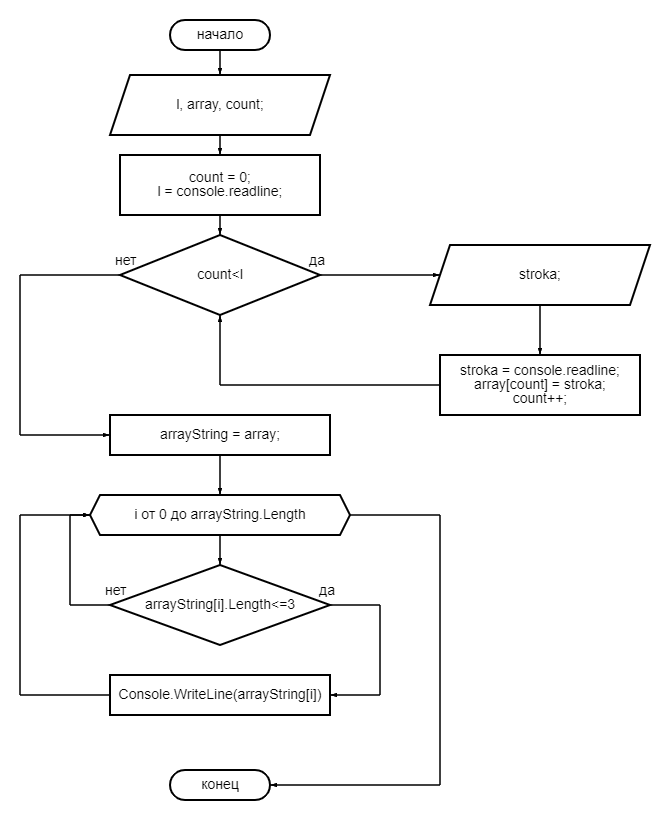 начало
l, array, count;
count = 0;
l = console.readline;
нет
да
count<l
stroka;
stroka = console.readline;
array[count] = stroka;
count++;
arrayString = array;
i от 0 до arrayString.Length
нет
да
arrayString[i].Length<=3
Console.WriteLine(arrayString[i])
конец